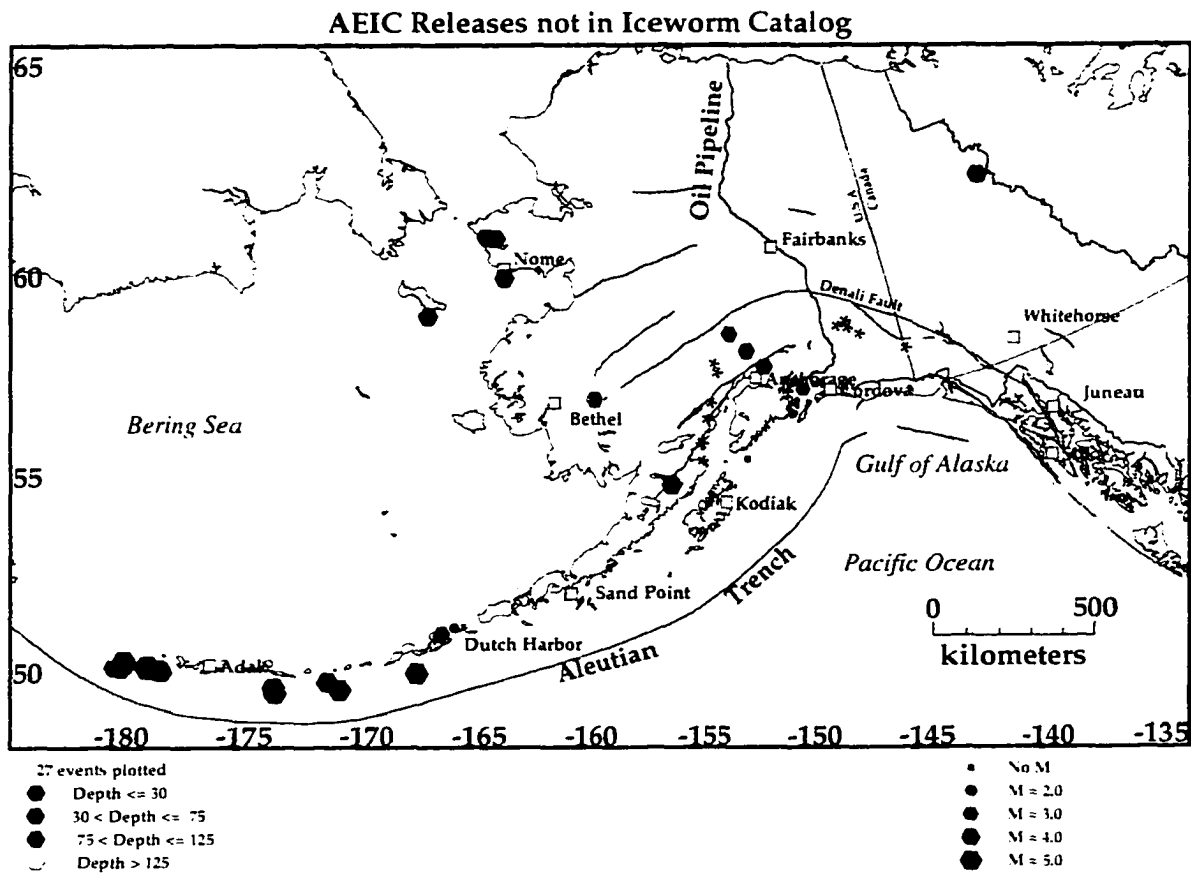 AEIC Releases not in Iceworm Catalog
65
60
55
50
Oil Pipeline
U.S.A.
Canada
Fairbanks
Nome
Denali Fault
Whitehorse
Anchorage
Cordova
Juneau
Bethel
Bering Sea
Gulf of Alaska
Kodiak
Pacific Ocean
Sand Point
Trench
0 500
kilometers
Dutch Harbor
Aleutian
Adak
-180 -175 -170 -165 -160 -155 -150 -145 -140 -135
27 events plotted
Depth <= 30
30 < Depth <= 75
75 < Depth <= 125
Depth > 125
No M
M = 2.0
M = 3.0
M = 4.0
M = 5.0